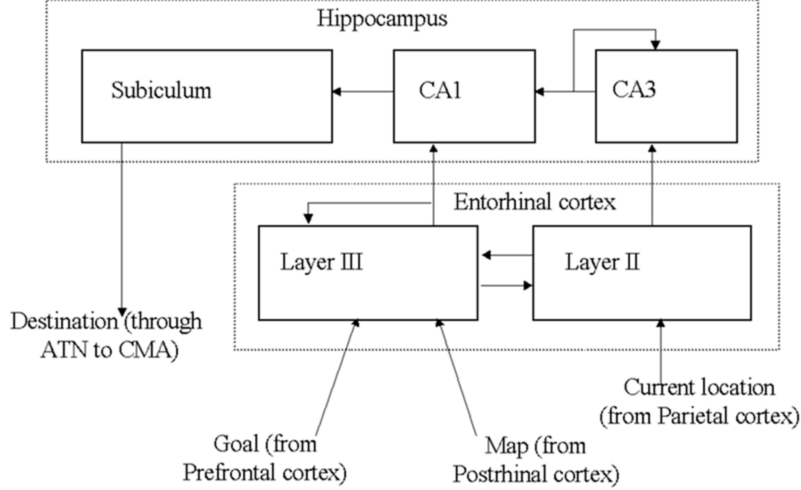 Hippocampus
Subiculum
CA1
CA3
Entorhinal cortex
Layer III
Layer II
Destination (through
ATN to CMA)
Current location
(from Parietal cortex)
Goal (from
Prefrontal cortex)
Map (from
Postrhinal cortex)